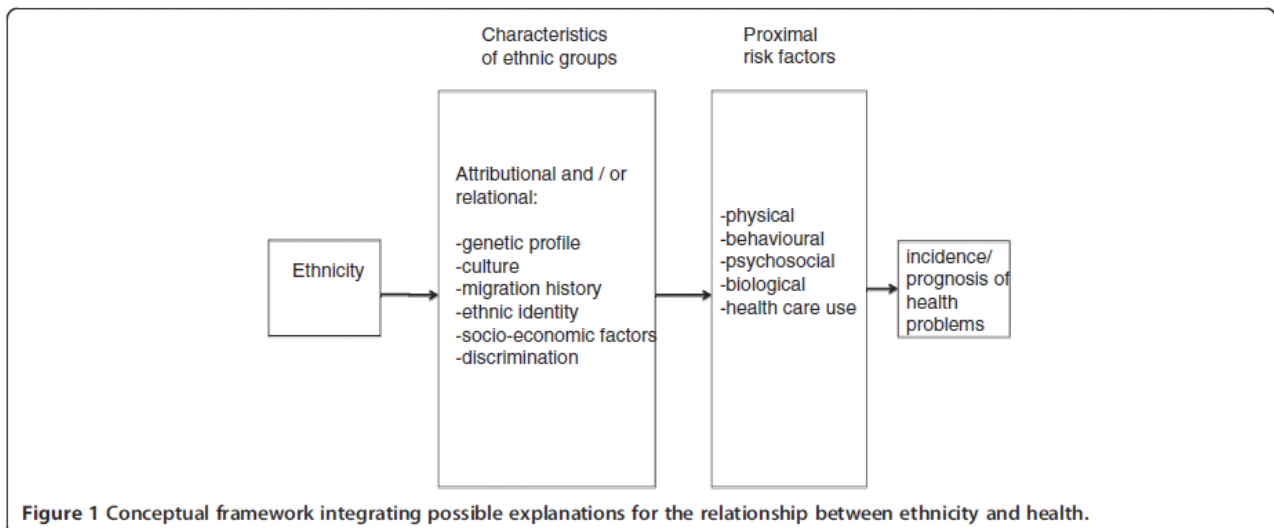 Characteristics
of ethnic groups
Proximal
risk factors
Ethnicity
Attributional and / or
relational:
-genetic profile
-culture
-migration history
-ethnic identity
-socio-economic factors
-discrimination
-physical
-behavioural
-psychosocial
-biological
-health care use
incidence/
prognosis of
health
problems
Figure 1 Conceptual framework integrating possible explanations for the relationship between ethnicity and health.